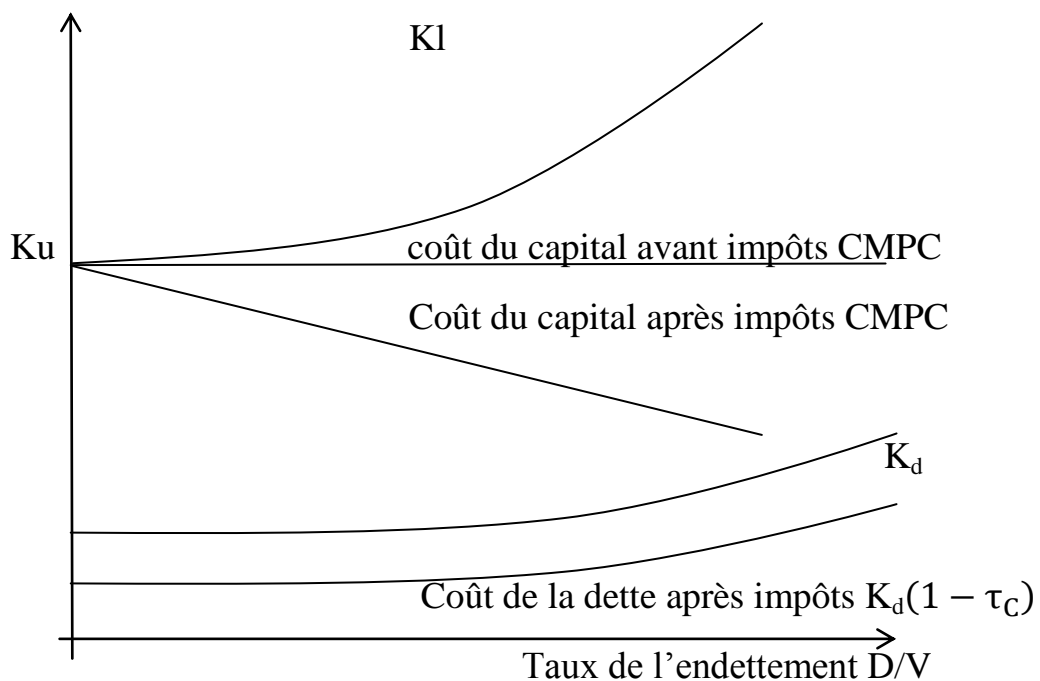 Kl
Ku
coût du capital avant impôts CMPC
Coût du capital après impôts CMPC
K_d
Coût de la dette après impôts K_d(1 − τ_C)
Taux de l’endettement D/V